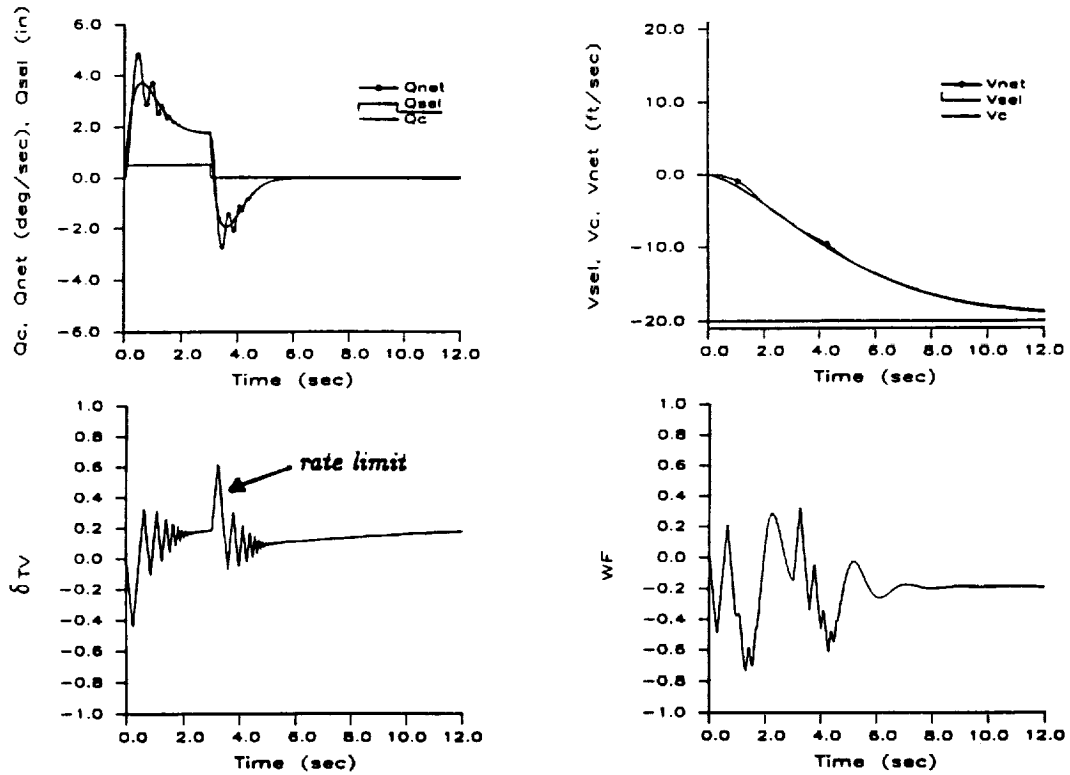 Qc, Qnet (deg/sec), Qsel (in)
6.0
4.0
2.0
0.0
−2.0
−4.0
−6.0
Qnet
Qsel
Qc
0.0 2.0 4.0 6.0 8.0 10.0 12.0
Time (sec)
Vsel, Vc, Vnet (ft/sec)
20.0
10.0
0.0
−10.0
−20.0
Vnet
Vsel
Vc
0.0 2.0 4.0 6.0 8.0 10.0 12.0
Time (sec)
δTV
1.0
0.8
0.6
0.4
0.2
0.0
−0.2
−0.4
−0.6
−0.8
−1.0
rate limit
0.0 2.0 4.0 6.0 8.0 10.0 12.0
Time (sec)
WF
1.0
0.8
0.6
0.4
0.2
0.0
−0.2
−0.4
−0.6
−0.8
−1.0
0.0 2.0 4.0 6.0 8.0 10.0 12.0
Time (sec)